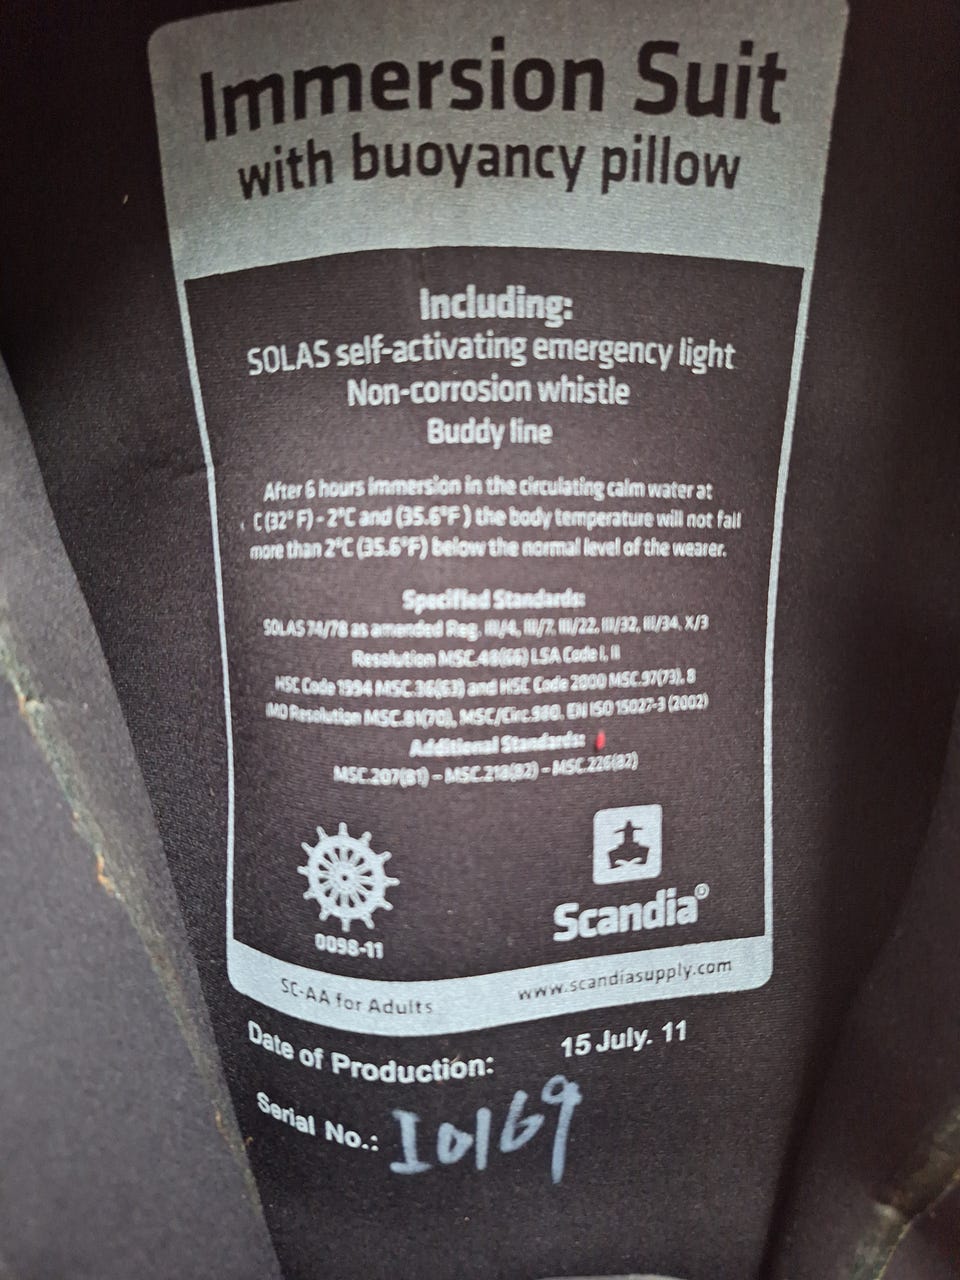 Immersion Suit
with buoyancy pillow
Including:
SOLAS self-activating emergency light
Non-corrosion whistle
Buddy line
After 6 hours immersion in the circulating calm water at
C (32° F) - 2°C and (35.6°F ) the body temperature will not fall
more than 2°C (35.6°F) below the normal level of the wearer.
Specified Standards:
SOLAS 74/78 as amended Reg. III/4, III/7, III/22, III/32, III/34, X/3
Resolution MSC.48(66) LSA Code I, II
HSC Code 1994 MSC.36(63) and HSC Code 2000 MSC.97(73), 8
IMO Resolution MSC.81(70), MSC/Circ.980, EN ISO 15027-3 (2002)
Additional Standards:
MSC.207(81) - MSC.218(82) - MSC.226(82)
0098-11
Scandia®
SC-AA for Adults
www.scandiasupply.com
Date of Production: 15 July. 11
Serial No.: I0169